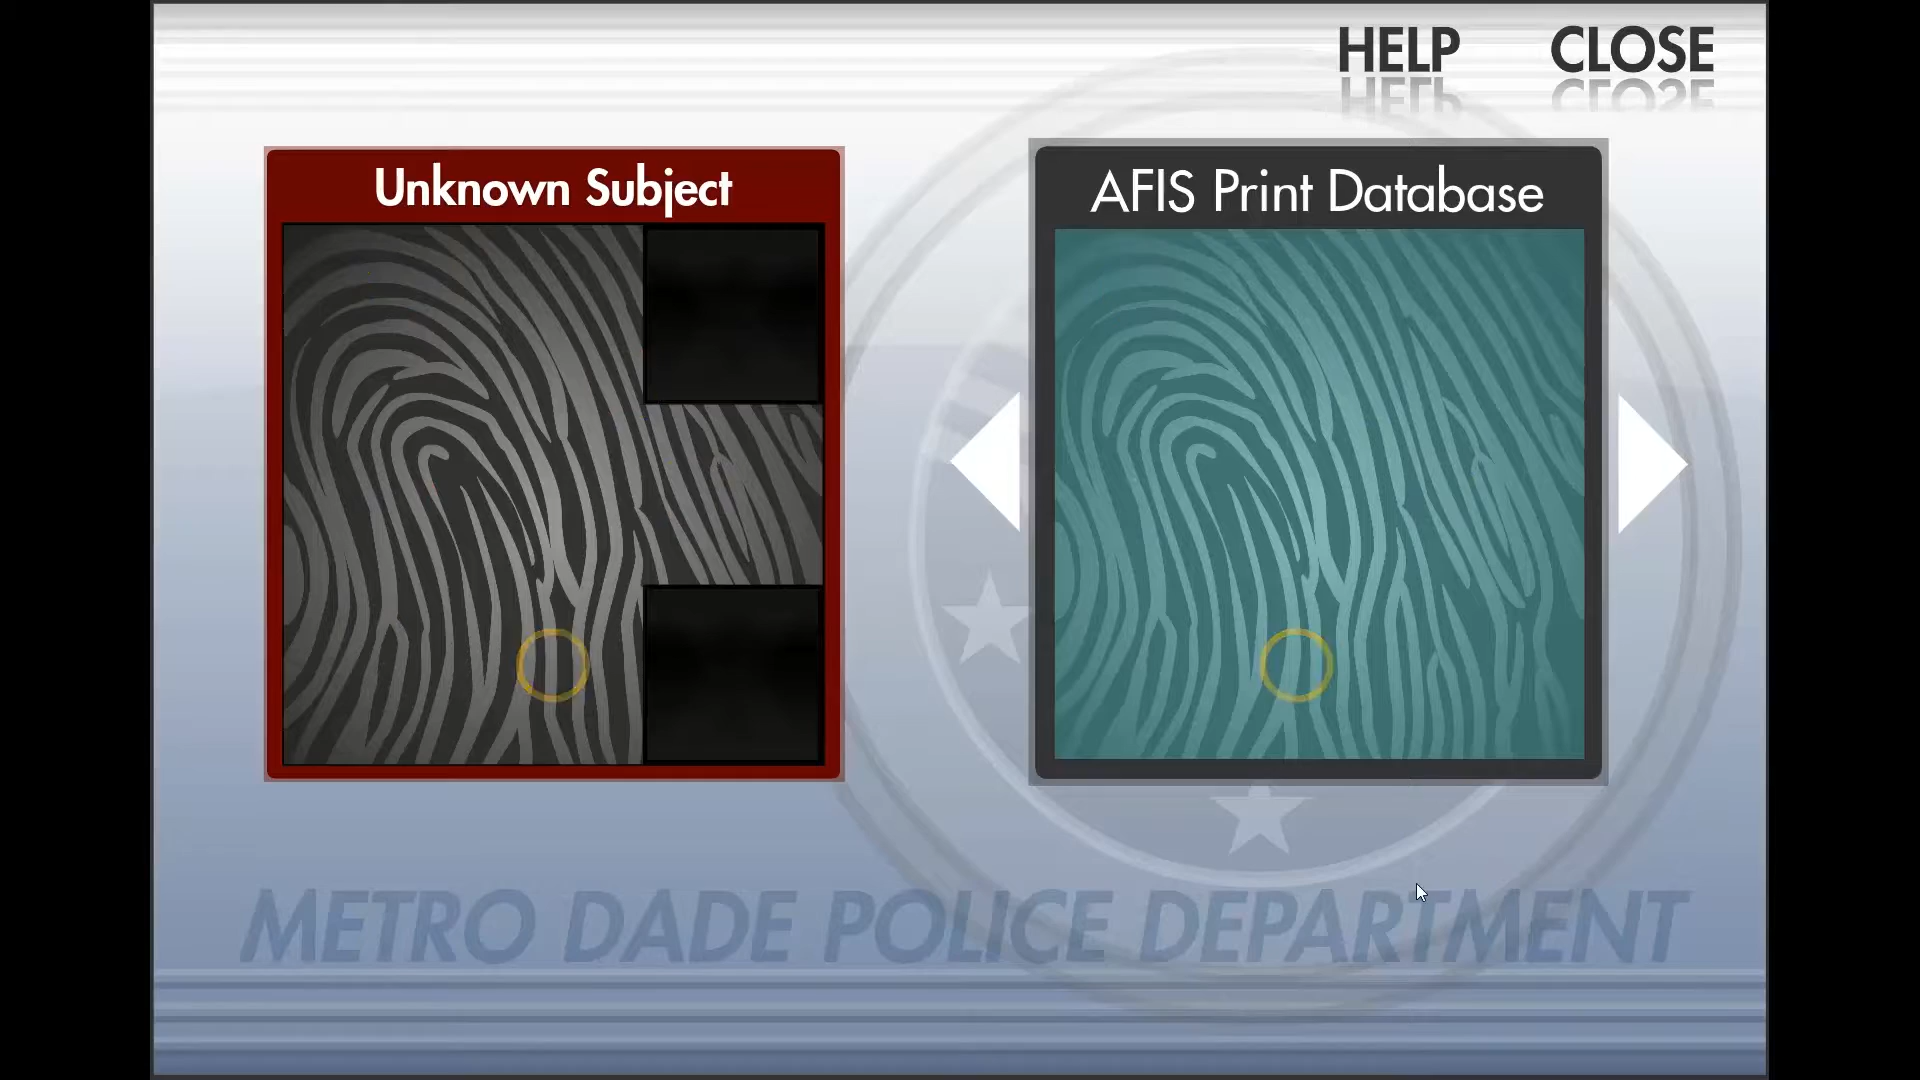 HELP CLOSE
Unknown Subject
AFIS Print Database
METRO DADE POLICE DEPARTMENT